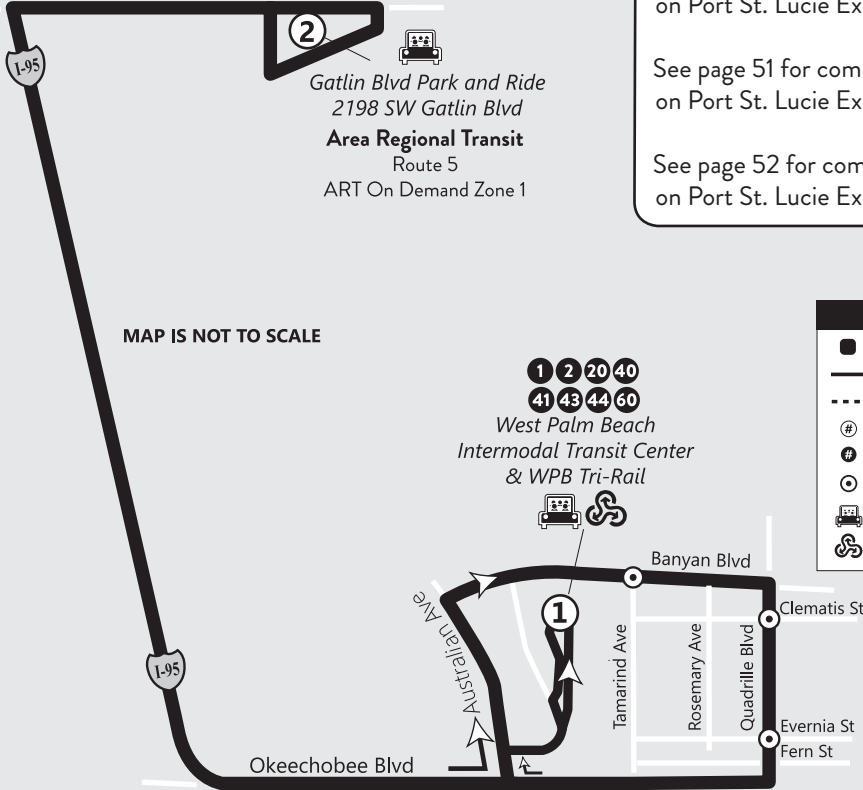 on Port St. Lucie Ex
See page 51 for com
on Port St. Lucie Ex
See page 52 for com
on Port St. Lucie Ex
2
I-95
Gatlin Blvd Park and Ride
2198 SW Gatlin Blvd
Area Regional Transit
Route 5
ART On Demand Zone 1
MAP IS NOT TO SCALE
1 2 20 40
41 43 44 60
West Palm Beach
Intermodal Transit Center
& WPB Tri-Rail
#
#
Banyan Blvd
1
Clematis St
Australian Ave
Tamarind Ave
Rosemary Ave
Quadrille Blvd
I-95
Evernia St
Fern St
Okeechobee Blvd